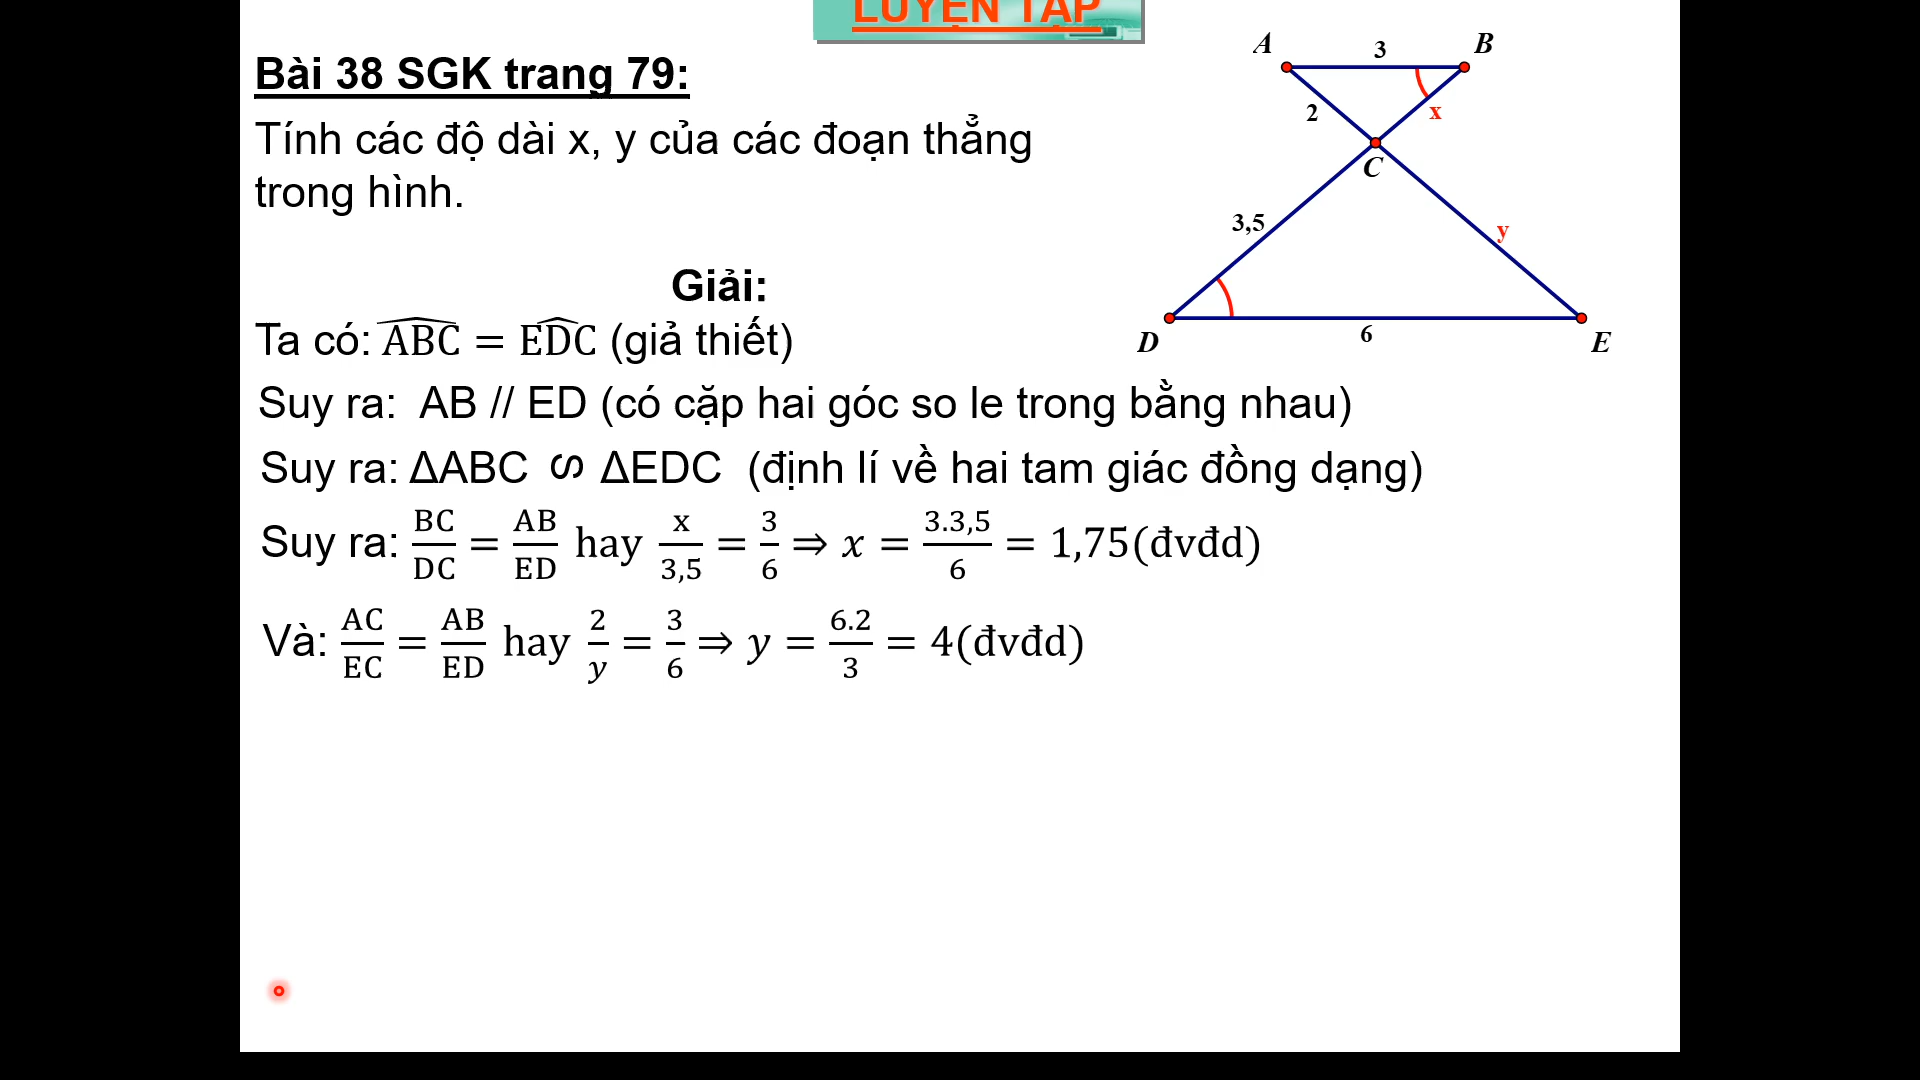 LUYỆN TẬP
Bài 38 SGK trang 79:
Tính các độ dài x, y của các đoạn thẳng
trong hình.
Giải:
Ta có: \widehat{ABC} = \widehat{EDC} (giả thiết)
Suy ra: AB // ED (có cặp hai góc so le trong bằng nhau)
Suy ra: ΔABC ∽ ΔEDC (định lí về hai tam giác đồng dạng)
Suy ra: BC/DC = AB/ED hay x/3,5 = 3/6 ⇒ x = 3.3,5/6 = 1,75(đvđd)
Và: AC/EC = AB/ED hay 2/y = 3/6 ⇒ y = 6.2/3 = 4(đvđd)
A 3 B
2 x
C
3,5 y
D 6 E